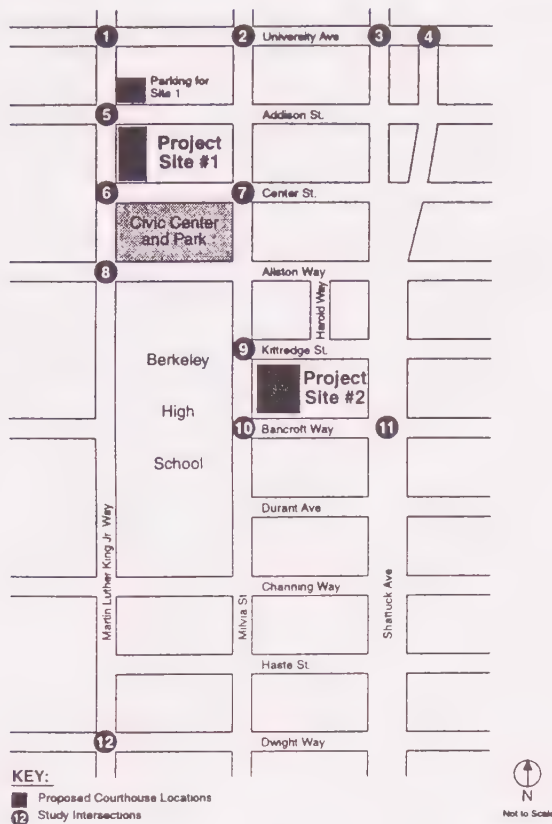 1
2
University Ave
3
4
Parking for
Site 1
5
Addison St.
Project
Site #1
6
7
Center St.
Civic Center
and Park
8
Allston Way
Harold Way
9
Kittredge St.
Berkeley
High
School
Project
Site #2
10
Bancroft Way
11
Durant Ave
Martin Luther King Jr. Way
Milvia St
Channing Way
Shattuck Ave
Haste St.
12
Dwight Way
KEY:
Proposed Courthouse Locations
12 Study Intersections
N
Not to Scale